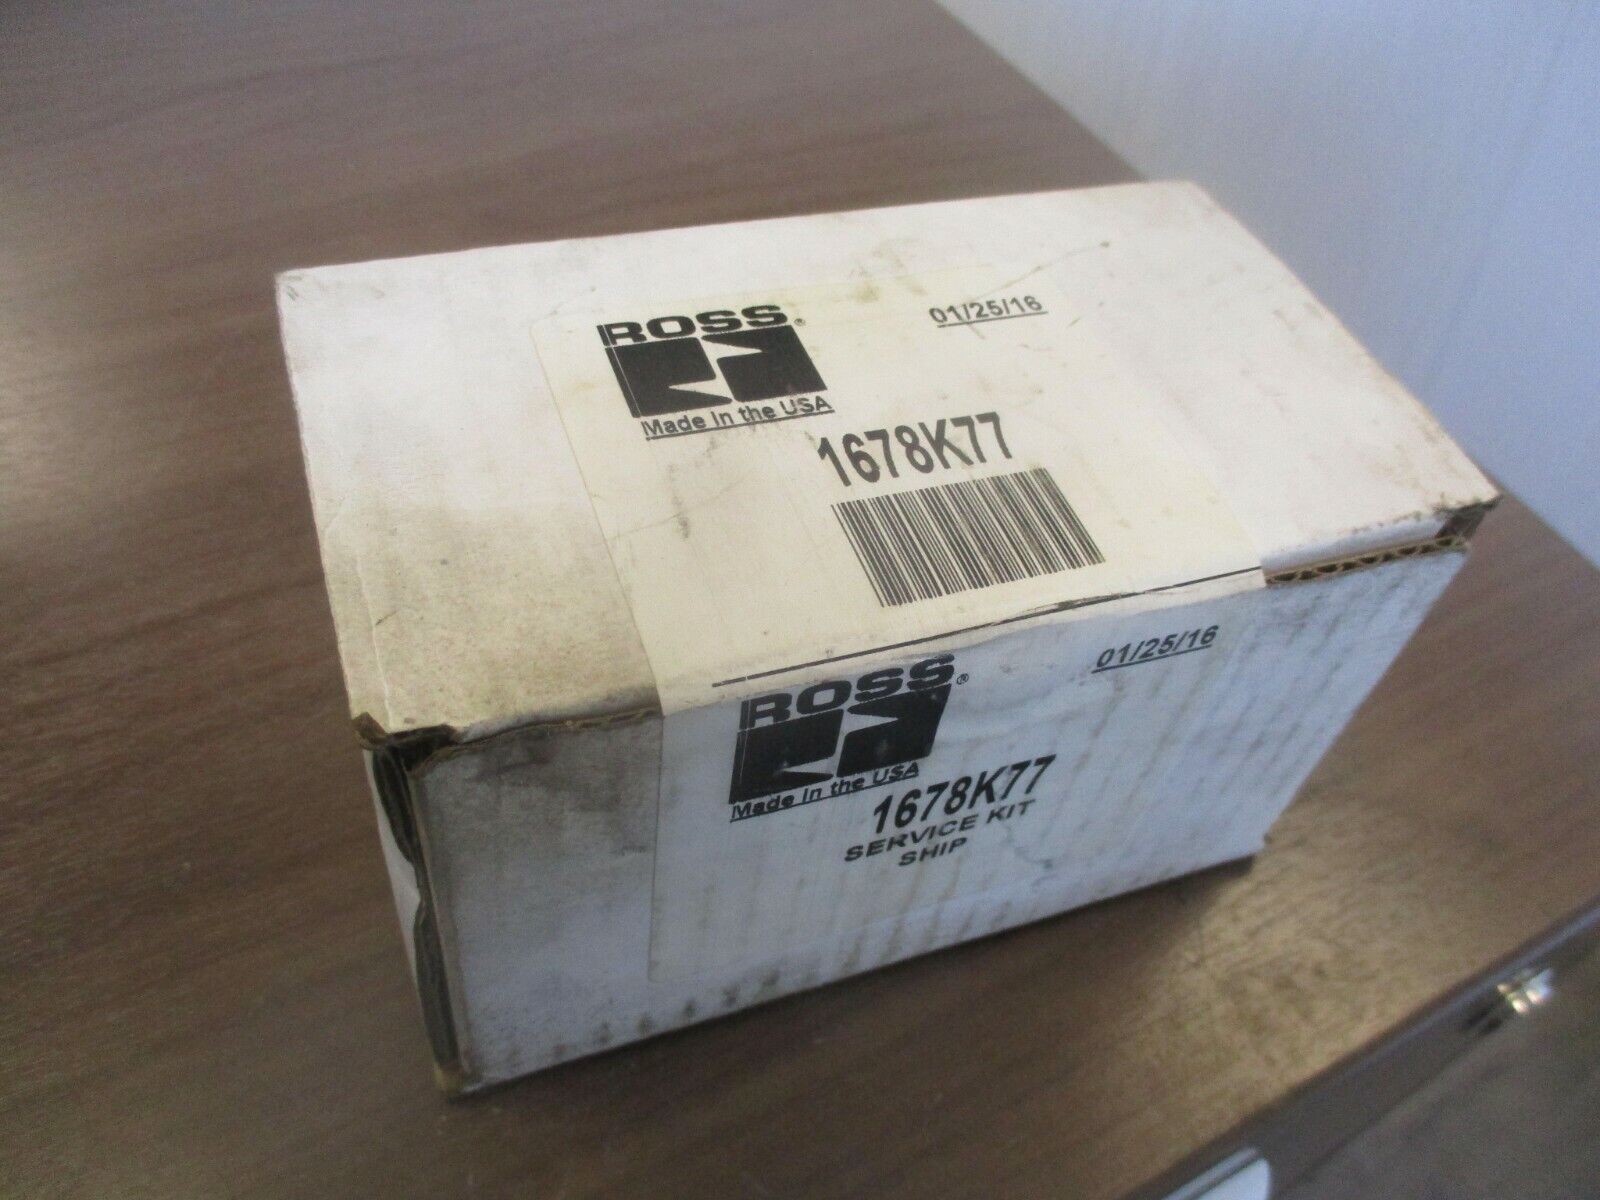 ROSS®
01/25/16
Made In the USA
1678K77
ROSS®
01/25/16
Made In the USA
1678K77
SERVICE KIT
SHIP